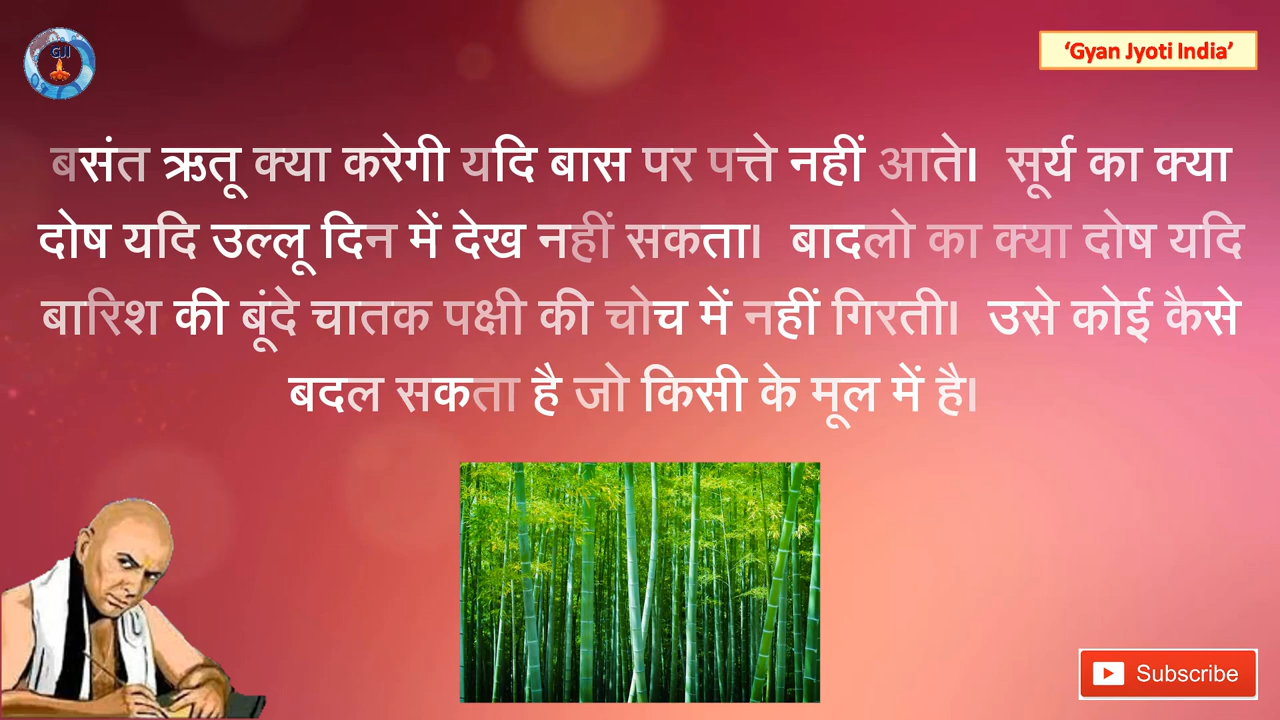 GJI
‘Gyan Jyoti India’
बसंत ऋतू क्या करेगी यदि बास पर पत्ते नहीं आते। सूर्य का क्या
दोष यदि उल्लू दिन में देख नहीं सकता। बादलो का क्या दोष यदि
बारिश की बूंदे चातक पक्षी की चोच में नहीं गिरती। उसे कोई कैसे
बदल सकता है जो किसी के मूल में है।
Subscribe